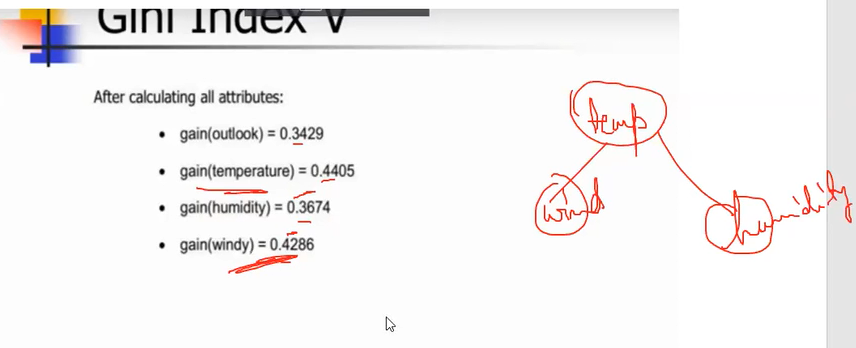 Gini Index V
After calculating all attributes:
• gain(outlook) = 0.3429
• gain(temperature) = 0.4405
• gain(humidity) = 0.3674
• gain(windy) = 0.4286
temp
wind
humidity